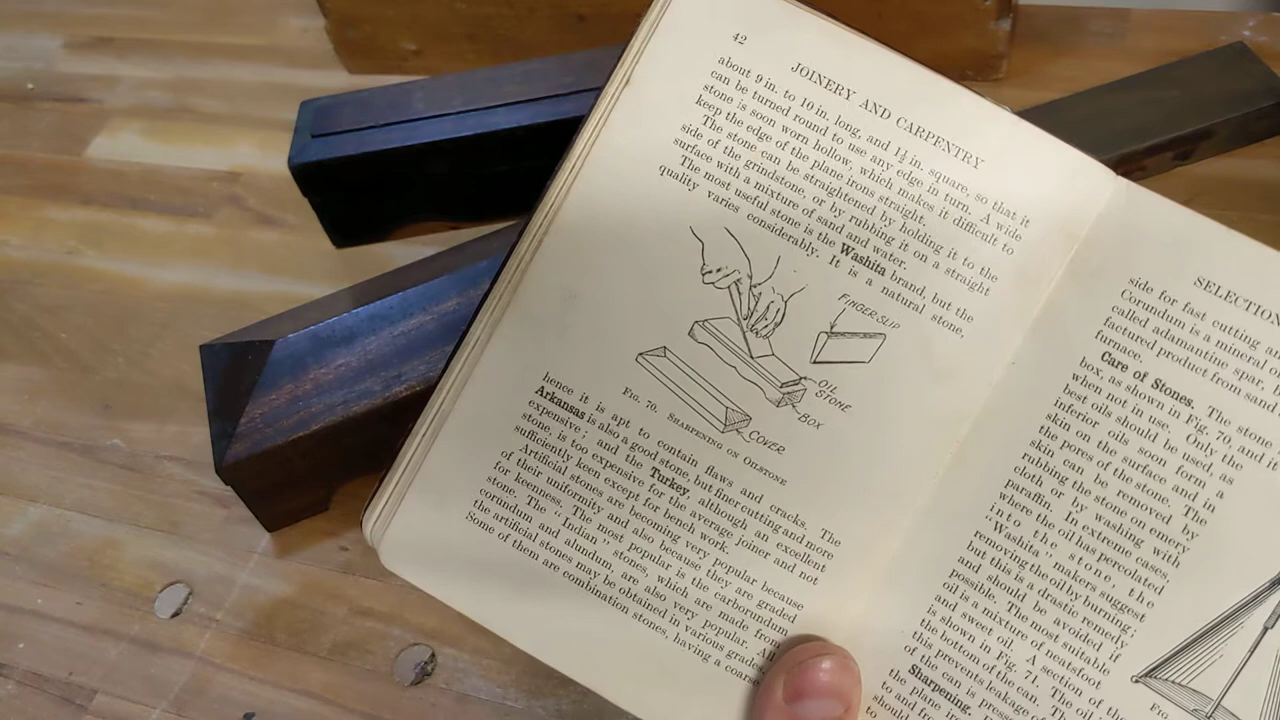 42
JOINERY AND CARPENTRY
about 9 in. to 10 in. long, and 1½ in. square, so that it
can be turned round to use any edge in turn. A wide
stone is soon worn hollow, which makes it difficult to
keep the edge of the plane irons straight.
The stone can be straightened by holding it to the
side of the grindstone, or by rubbing it on a straight
surface with a mixture of sand and water.
The most useful stone is the Washita brand, but the
quality varies considerably. It is a natural stone,
FINGER SLIP
OIL
STONE
BOX
COVER
FIG. 70. SHARPENING ON OILSTONE
hence it is apt to contain flaws and cracks. The
Arkansas is also a good stone, but finer cutting and more
expensive; and the Turkey, although an excellent
stone, is too expensive for the average joiner and not
sufficiently keen except for bench work.
Artificial stones are becoming very popular because
of their uniformity and also because they are graded
for keenness. The most popular is the carborundum
stone. The "Indian" stones, which are made from
corundum and alundum, are also very popular. All
the artificial stones may be obtained in various grades.
Some of them are combination stones, having a coarse
SELECTION
side for fast cutting an
Corundum is a mineral o
called adamantine spar,
factured product from sand
furnace.
Care of Stones. The stone
box, as shown in Fig. 70, and i
when not in use. Only the
best oils should be used, as
inferior oils soon form a
skin on the surface and in
the pores of the stone. The
skin can be removed by
rubbing the stone on emery
cloth or by washing with
paraffin. In extreme cases,
where the oil has percolated
into the stone, the
"Washita" makers suggest
removing the oil by burning;
but this is a drastic remedy
and should be avoided if
possible. The most suitable
oil is a mixture of neatsfoot
and sweet oil. A section of
is shown in Fig. 71. The oil
the bottom of the can. The
this prevents leakage o
of the can is presse
Sharpening.
the plane ir
to and fro
should
to
FIG